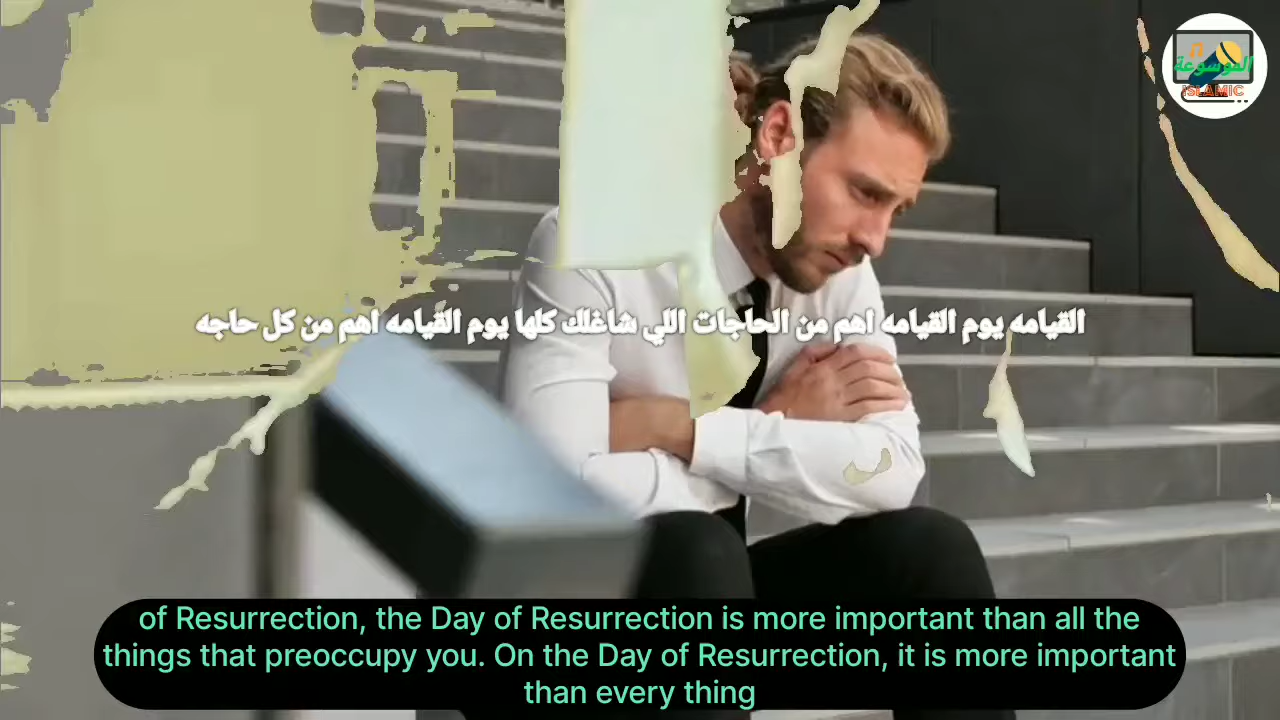 الموسوعة
ISLAMIC
القيامه يوم القيامه اهم من الحاجات اللي شاغلك كلها يوم القيامه اهم من كل حاجه
of Resurrection, the Day of Resurrection is more important than all the
things that preoccupy you. On the Day of Resurrection, it is more important
than every thing